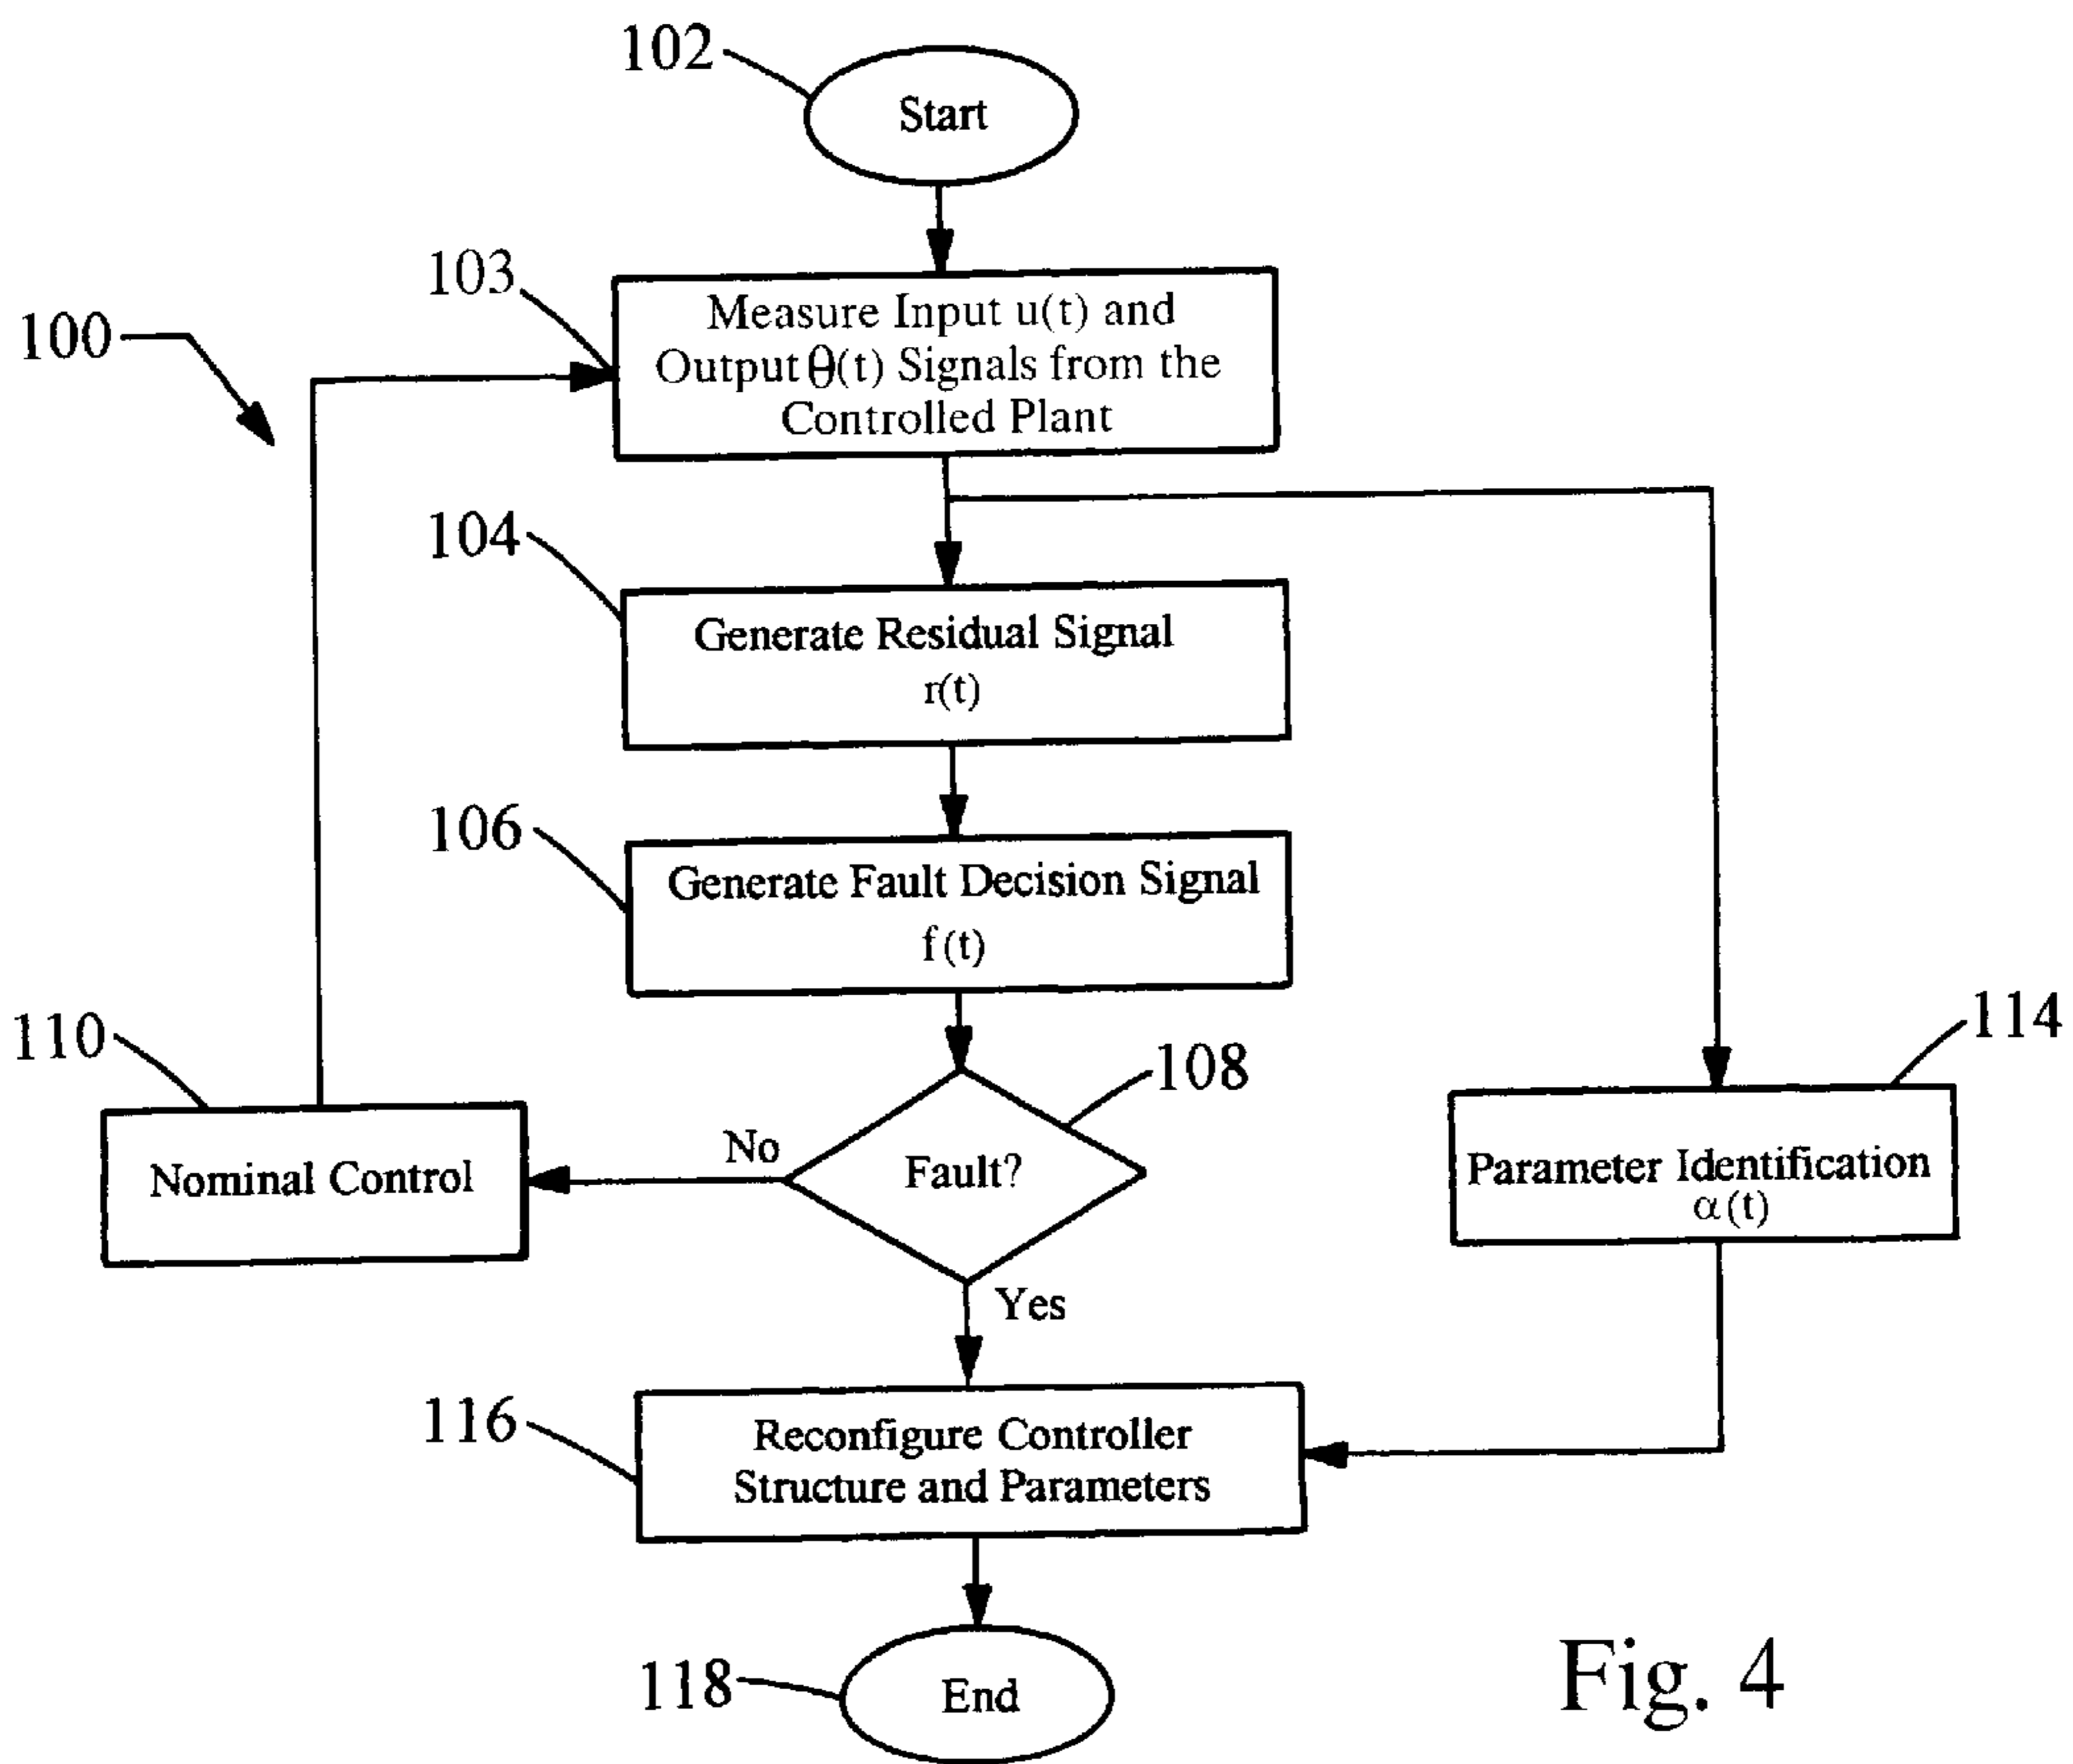 102
Start
103
100
Measure Input u(t) and
Output θ(t) Signals from the
Controlled Plant
104
Generate Residual Signal
r(t)
106
Generate Fault Decision Signal
f(t)
110
108
114
No
Fault?
Nominal Control
Parameter Identification
α(t)
Yes
116
Reconfigure Controller
Structure and Parameters
118
End
Fig. 4